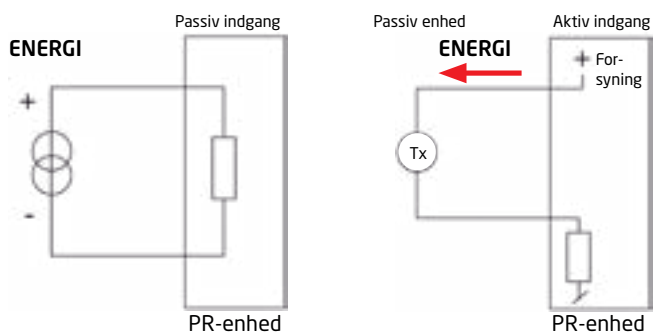 Passiv indgang
ENERGI
+
-
PR-enhed
Passiv enhed
Aktiv indgang
ENERGI
+ For-
syning
Tx
PR-enhed